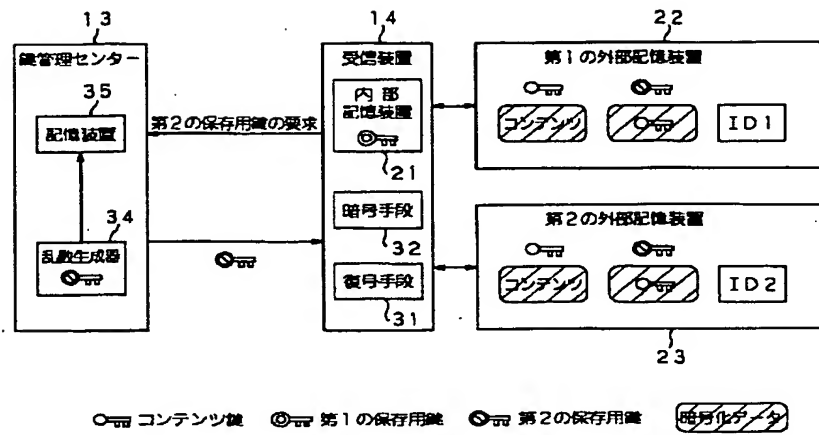 13
鍵管理センター
35
記憶装置
34
乱数生成器
第2の保存用鍵の要求
14
受信装置
内部
記憶装置
21
暗号手段
32
復号手段
31
22
第1の外部記憶装置
コンテンツ
ID1
第2の外部記憶装置
コンテンツ
ID2
23
コンテンツ鍵
第1の保存用鍵
第2の保存用鍵
暗号化データ